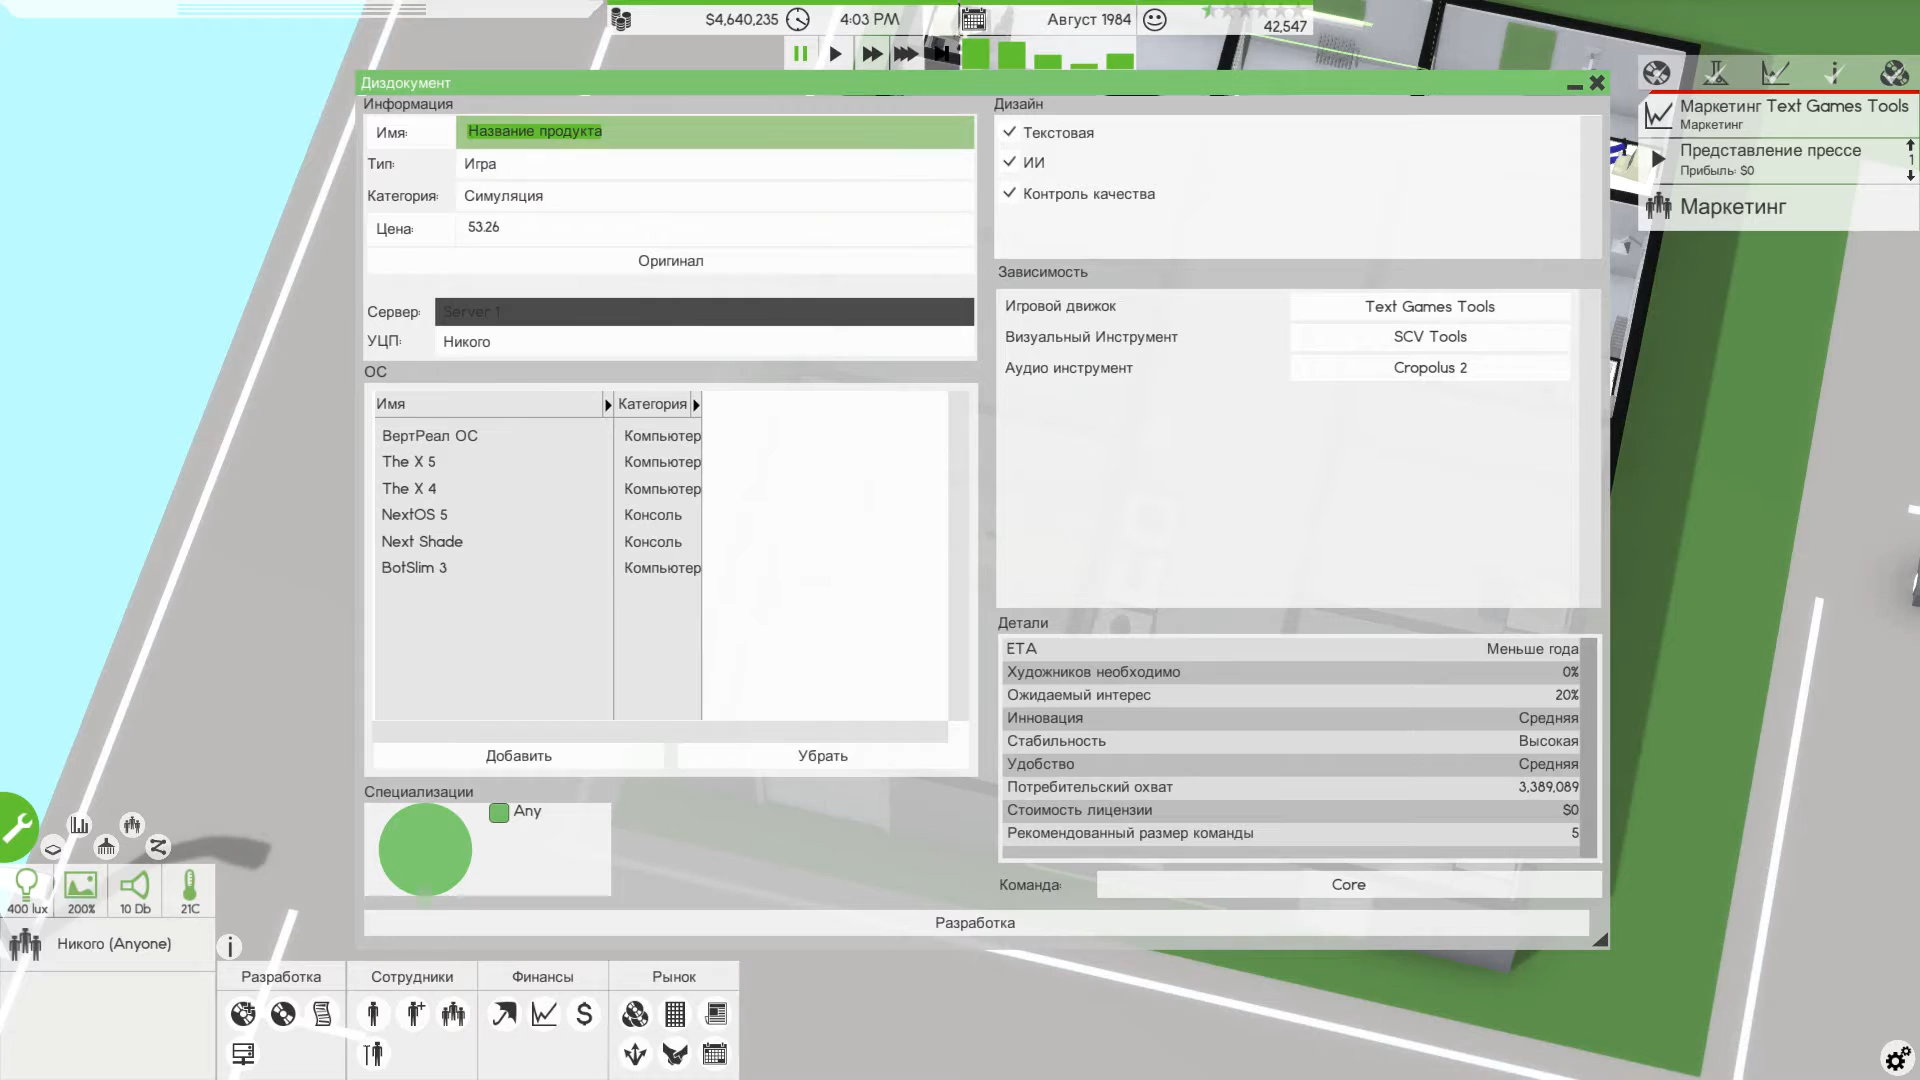 $4,640,235
4:03 PM
Август 1984
42,547
Диздокумент
Информация
Имя:
Название продукта
Тип:
Игра
Категория:
Симуляция
Цена:
53.26
Оригинал
Сервер:
Server 1
УЦП:
Никого
ОС
Имя
Категория
ВертРеал ОС
Компьютер
The X 5
Компьютер
The X 4
Компьютер
NextOS 5
Консоль
Next Shade
Консоль
BotSlim 3
Компьютер
Добавить
Убрать
Специализации
Any
Дизайн
Текстовая
ИИ
Контроль качества
Зависимость
Игровой движок
Text Games Tools
Визуальный Инструмент
SCV Tools
Аудио инструмент
Cropolus 2
Детали
ETA
Меньше года
Художников необходимо
0%
Ожидаемый интерес
20%
Инновация
Средняя
Стабильность
Высокая
Удобство
Средняя
Потребительский охват
3,389,089
Стоимость лицензии
$0
Рекомендованный размер команды
5
Команда:
Core
Разработка
Маркетинг Text Games Tools
Маркетинг
Представление прессе
Прибыль: $0
1
Маркетинг
400 lux
200%
10 Db
21C
Никого (Anyone)
Разработка
Сотрудники
Финансы
Рынок